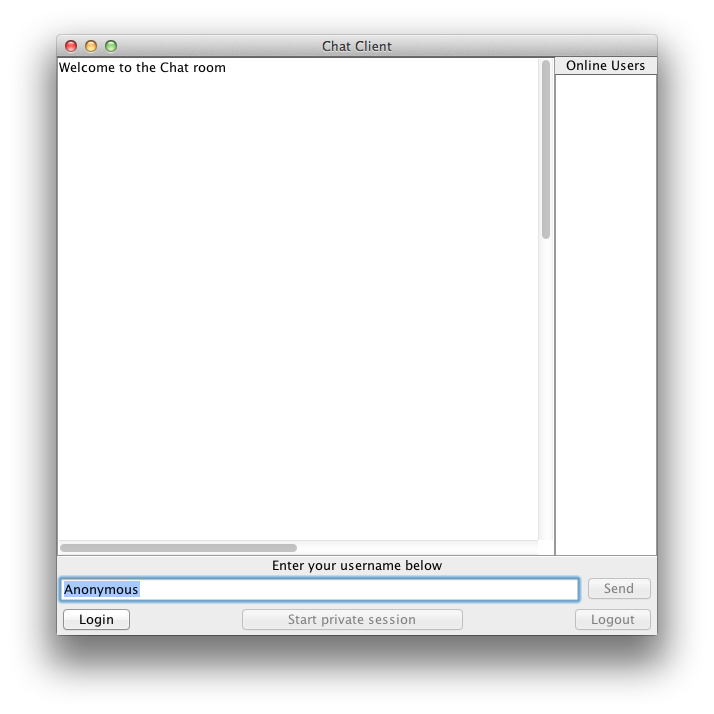 Chat Client
Welcome to the Chat room
Online Users
Enter your username below
Anonymous
Send
Login
Start private session
Logout